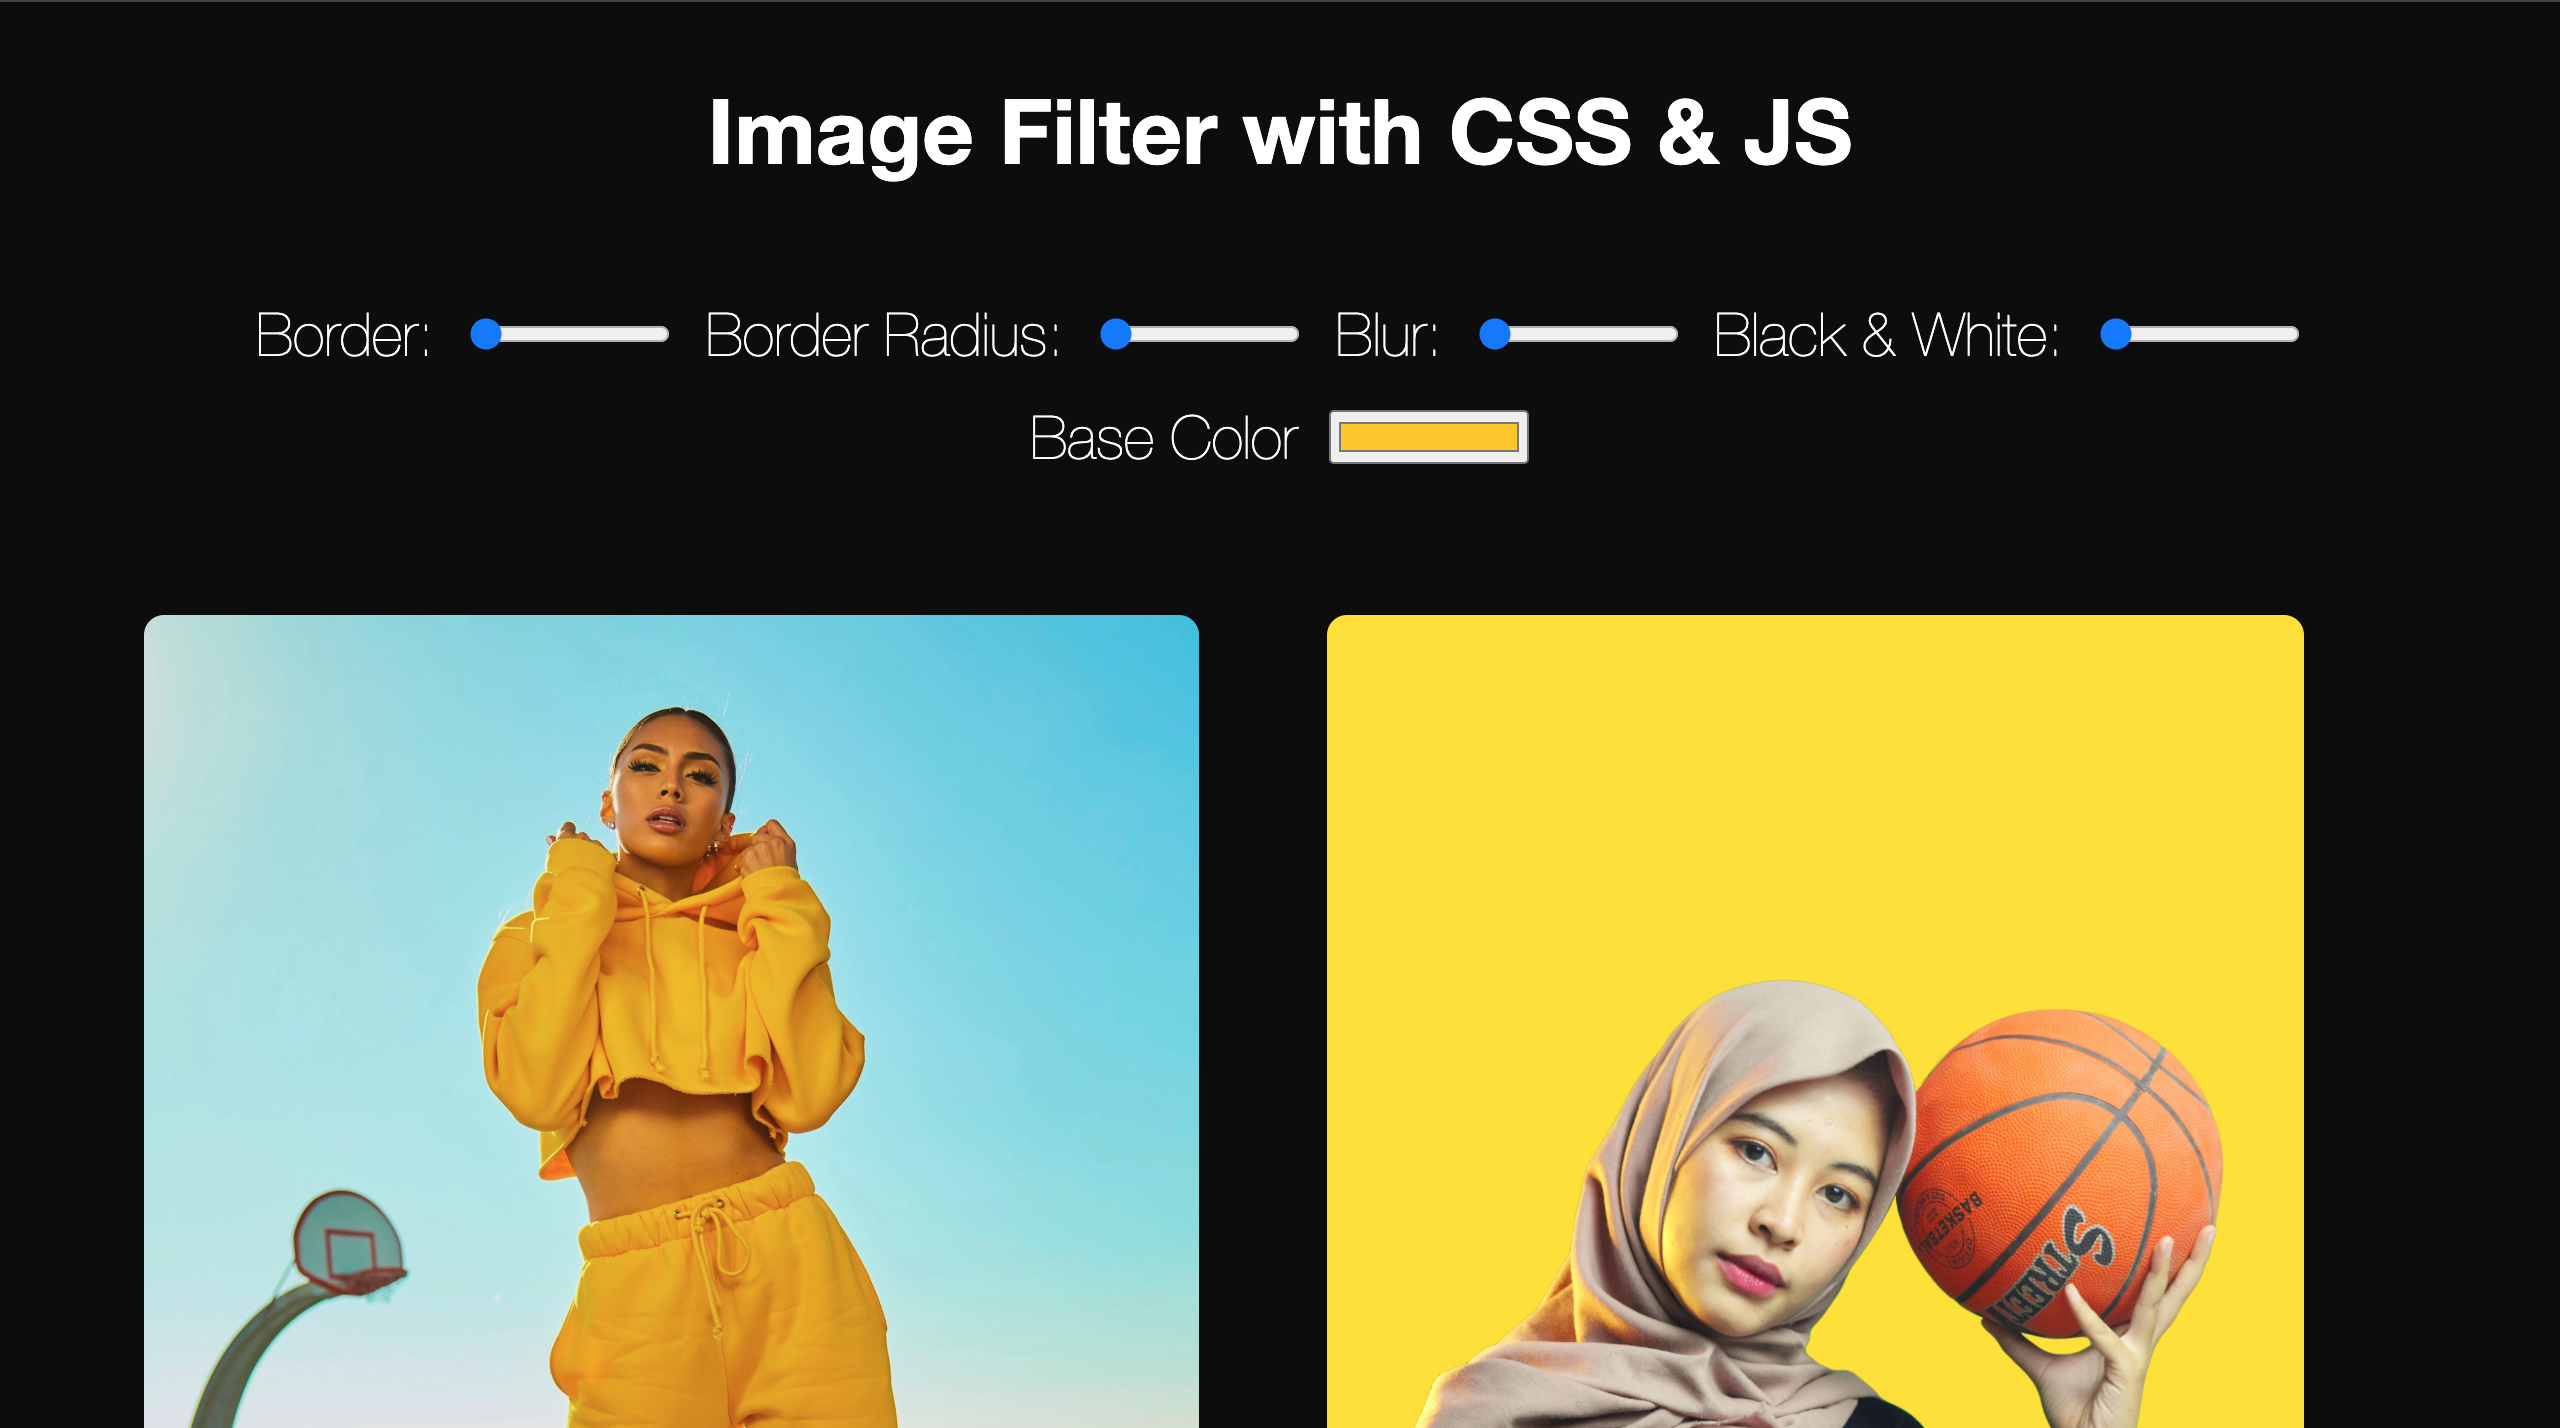 Image Filter with CSS & JS
Border: Border Radius: Blur: Black & White:
Base Color
BASKETBALL
STREET